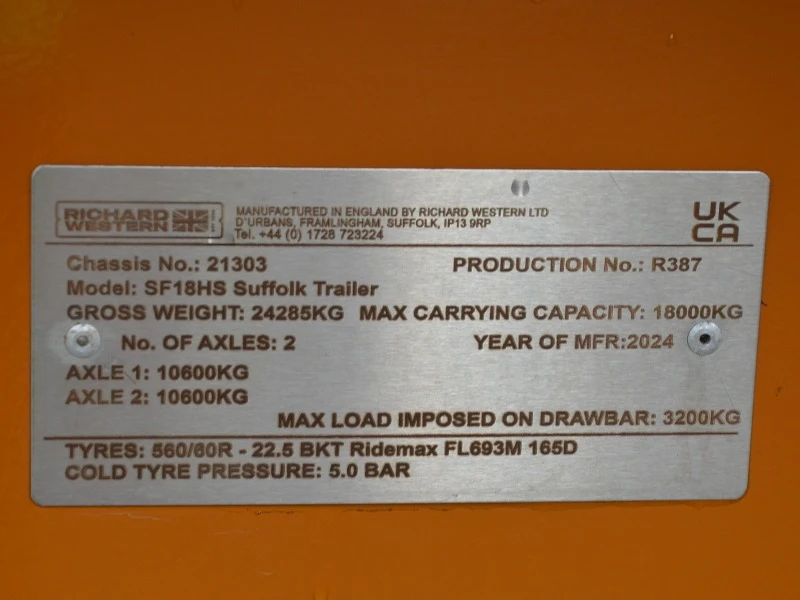 RICHARD WESTERN
MANUFACTURED IN ENGLAND BY RICHARD WESTERN LTD
D'URBANS, FRAMLINGHAM, SUFFOLK, IP13 9RP
Tel. +44 (0) 1728 723224
UK
CA
Chassis No.: 21303 PRODUCTION No.: R387
Model: SF18HS Suffolk Trailer
GROSS WEIGHT: 24285KG MAX CARRYING CAPACITY: 18000KG
No. OF AXLES: 2 YEAR OF MFR:2024
AXLE 1: 10600KG
AXLE 2: 10600KG
MAX LOAD IMPOSED ON DRAWBAR: 3200KG
TYRES: 560/60R - 22.5 BKT Ridemax FL693M 165D
COLD TYRE PRESSURE: 5.0 BAR